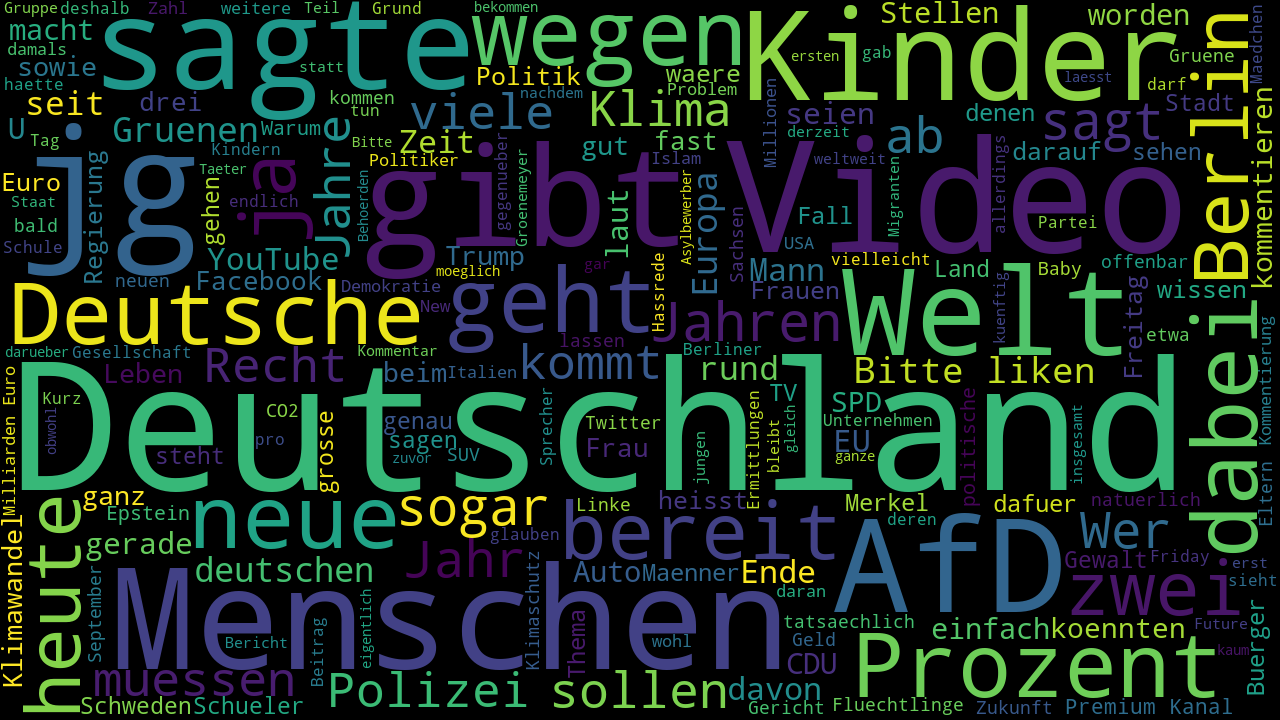 Gruppe deshalb Zahl weitere Teil Grund bekommen
macht sagte wegen Kinder Stellen worden
damals sowie statt ersten gab Gruene Maedchen
haette Politik waere Problem laesst darf
seit drei kommen nachdem viele Klima Millionen seien denen Stadt Berlin
U Gruenen Warum tun Zeit gut fast derzeit ab sagt kommentieren
Tag Kindern Jahre Bitte Politiker gegenueber Islam weltweit darauf sehen
jg ja gibt Video allerdings
Euro Taeter Behoerden laut Europa Asylbewerber Migranten
Staat gehen endlich Groenemeyer Fall Partei
bald Regierung Sachsen USA
Schule YouTube Trump gar Mann vielleicht Land Baby offenbar
neuen Facebook moeglich Hassrede Frauen kuenftig Freitag wissen
Deutsche Demokratie New geht Jahren Welt etwa dabei
darueber Gesellschaft Kommentar lassen Berliner
Leben Recht beim Italien kommt rund Bitte liken Kommentierung
Milliarden Euro Kurz CO2 genau Twitter TV SPD Unternehmen
obwohl Deutschland
steht pro grosse sagen zuvor SUV Sprecher Frau jungen Ermittlungen bleibt gleich EU ganze politische insgesamt
ganz sogar Linke heisst Merkel dafuer natuerlich Eltern
Epstein neue glauben bereit deren Wer
heute gerade Jahr AfD Gewalt Friday erst
Klimawandel September deutschen Klimaschutz Auto Maenner Ende daran zwei sieht
Menschen eigentlich Thema tatsaechlich einfach koennten Future
Bericht Beitrag wohl Geld kaum
muessen CDU Prozent Buerger
Schweden Schueler Polizei sollen davon Gericht Fluechtlinge Zukunft Premium Kanal